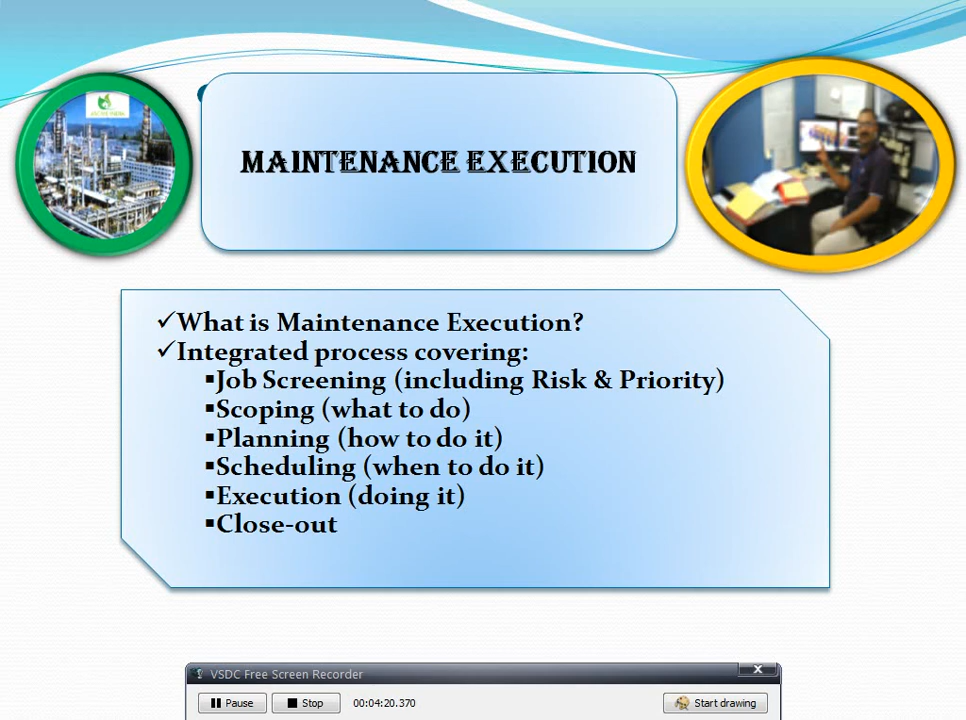 MAINTENANCE EXECUTION
✓What is Maintenance Execution?
✓Integrated process covering:
▪Job Screening (including Risk & Priority)
▪Scoping (what to do)
▪Planning (how to do it)
▪Scheduling (when to do it)
▪Execution (doing it)
▪Close-out
VSDC Free Screen Recorder
Pause Stop 00:04:20.370 Start drawing